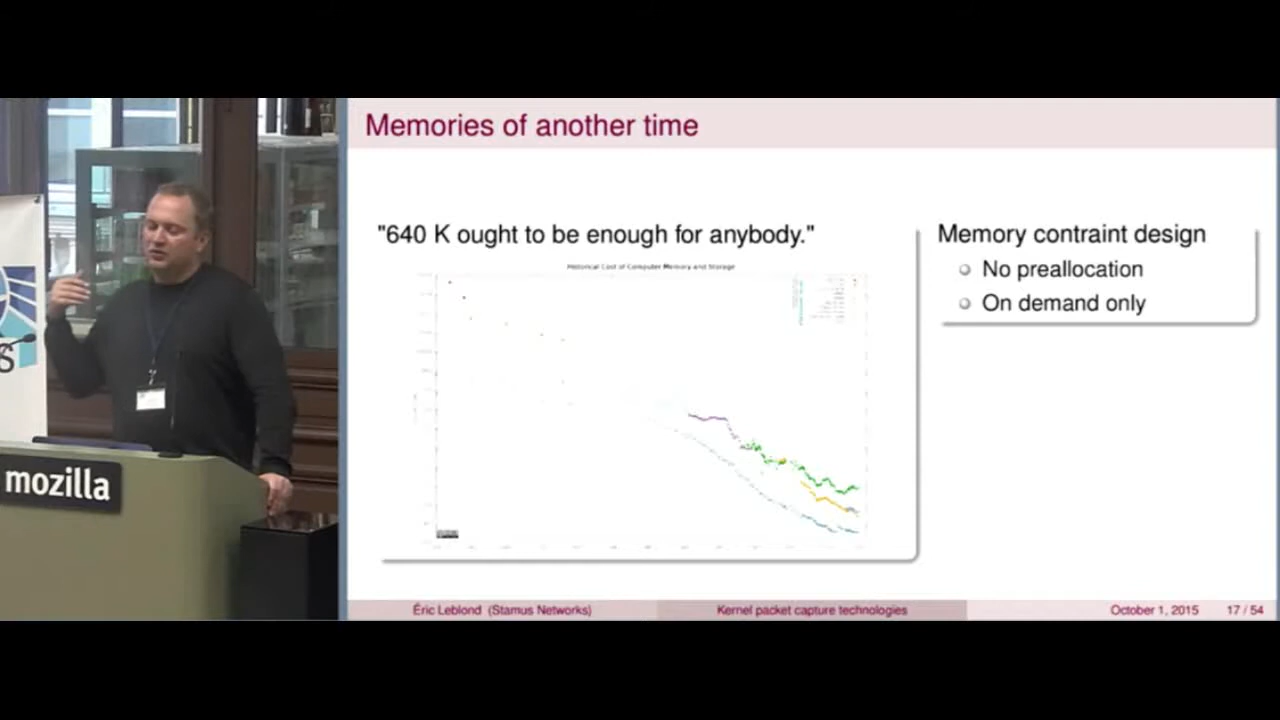 Memories of another time
"640 K ought to be enough for anybody."
Historical Cost of Computer Memory and Storage
Memory contraint design
No preallocation
On demand only
S
mozilla
Éric Leblond (Stamus Networks)
Kernel packet capture technologies
October 1, 2015
17 / 54